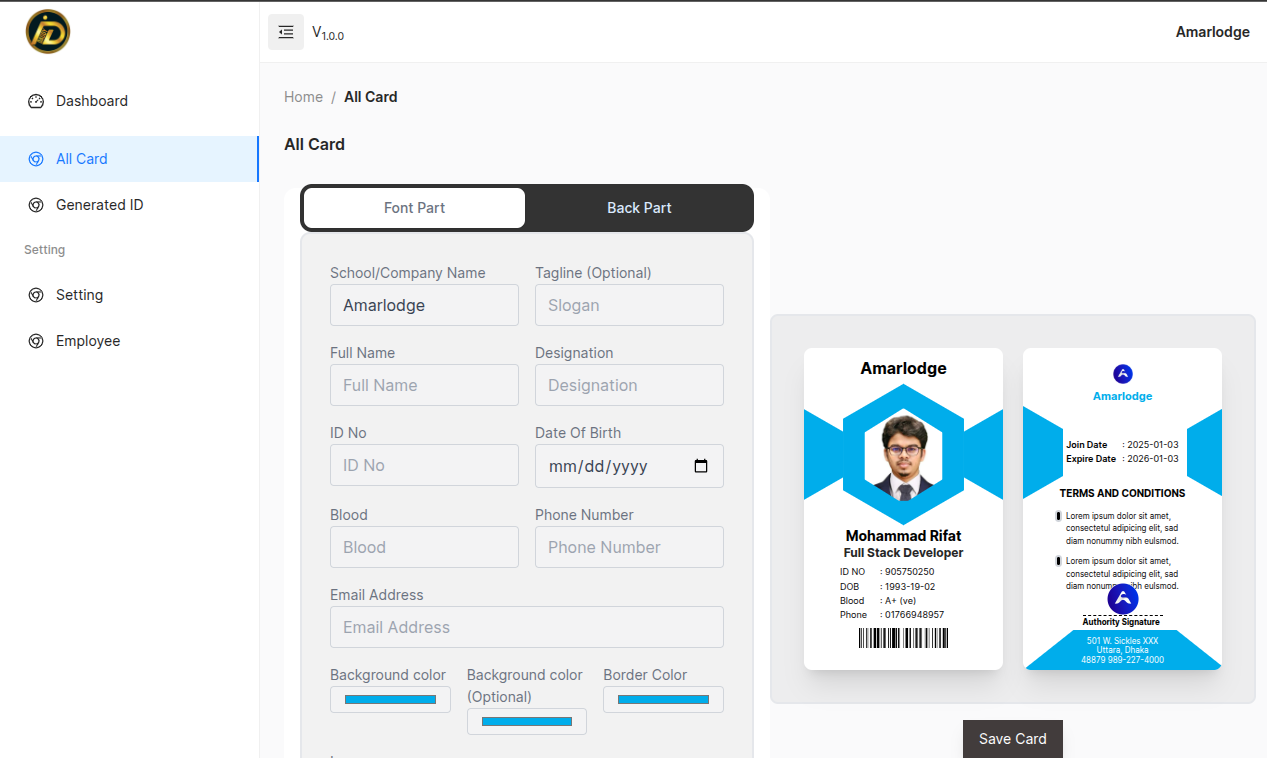 V1.0.0
Amarlodge
Dashboard
All Card
Generated ID
Setting
Setting
Employee
Home / All Card
All Card
Font Part
Back Part
School/Company Name
Tagline (Optional)
Amarlodge
Slogan
Full Name
Designation
Full Name
Designation
ID No
Date Of Birth
ID No
mm/dd/yyyy
Blood
Phone Number
Blood
Phone Number
Email Address
Email Address
Background color
Background color
(Optional)
Border Color
Amarlodge
Mohammad Rifat
Full Stack Developer
ID NO : 905750250
DOB : 1993-19-02
Blood : A+ (ve)
Phone : 01766948957
Amarlodge
Join Date : 2025-01-03
Expire Date : 2026-01-03
TERMS AND CONDITIONS
Lorem ipsum dolor sit amet,
consectetul adipicing elit, sad
diam nonummy nibh eulsmod.
Lorem ipsum dolor sit amet,
consectetul adipicing elit, sad
diam nonummy nibh eulsmod.
Authority Signature
501 W. Sickles XXX
Uttara, Dhaka
48879 989-227-4000
Save Card